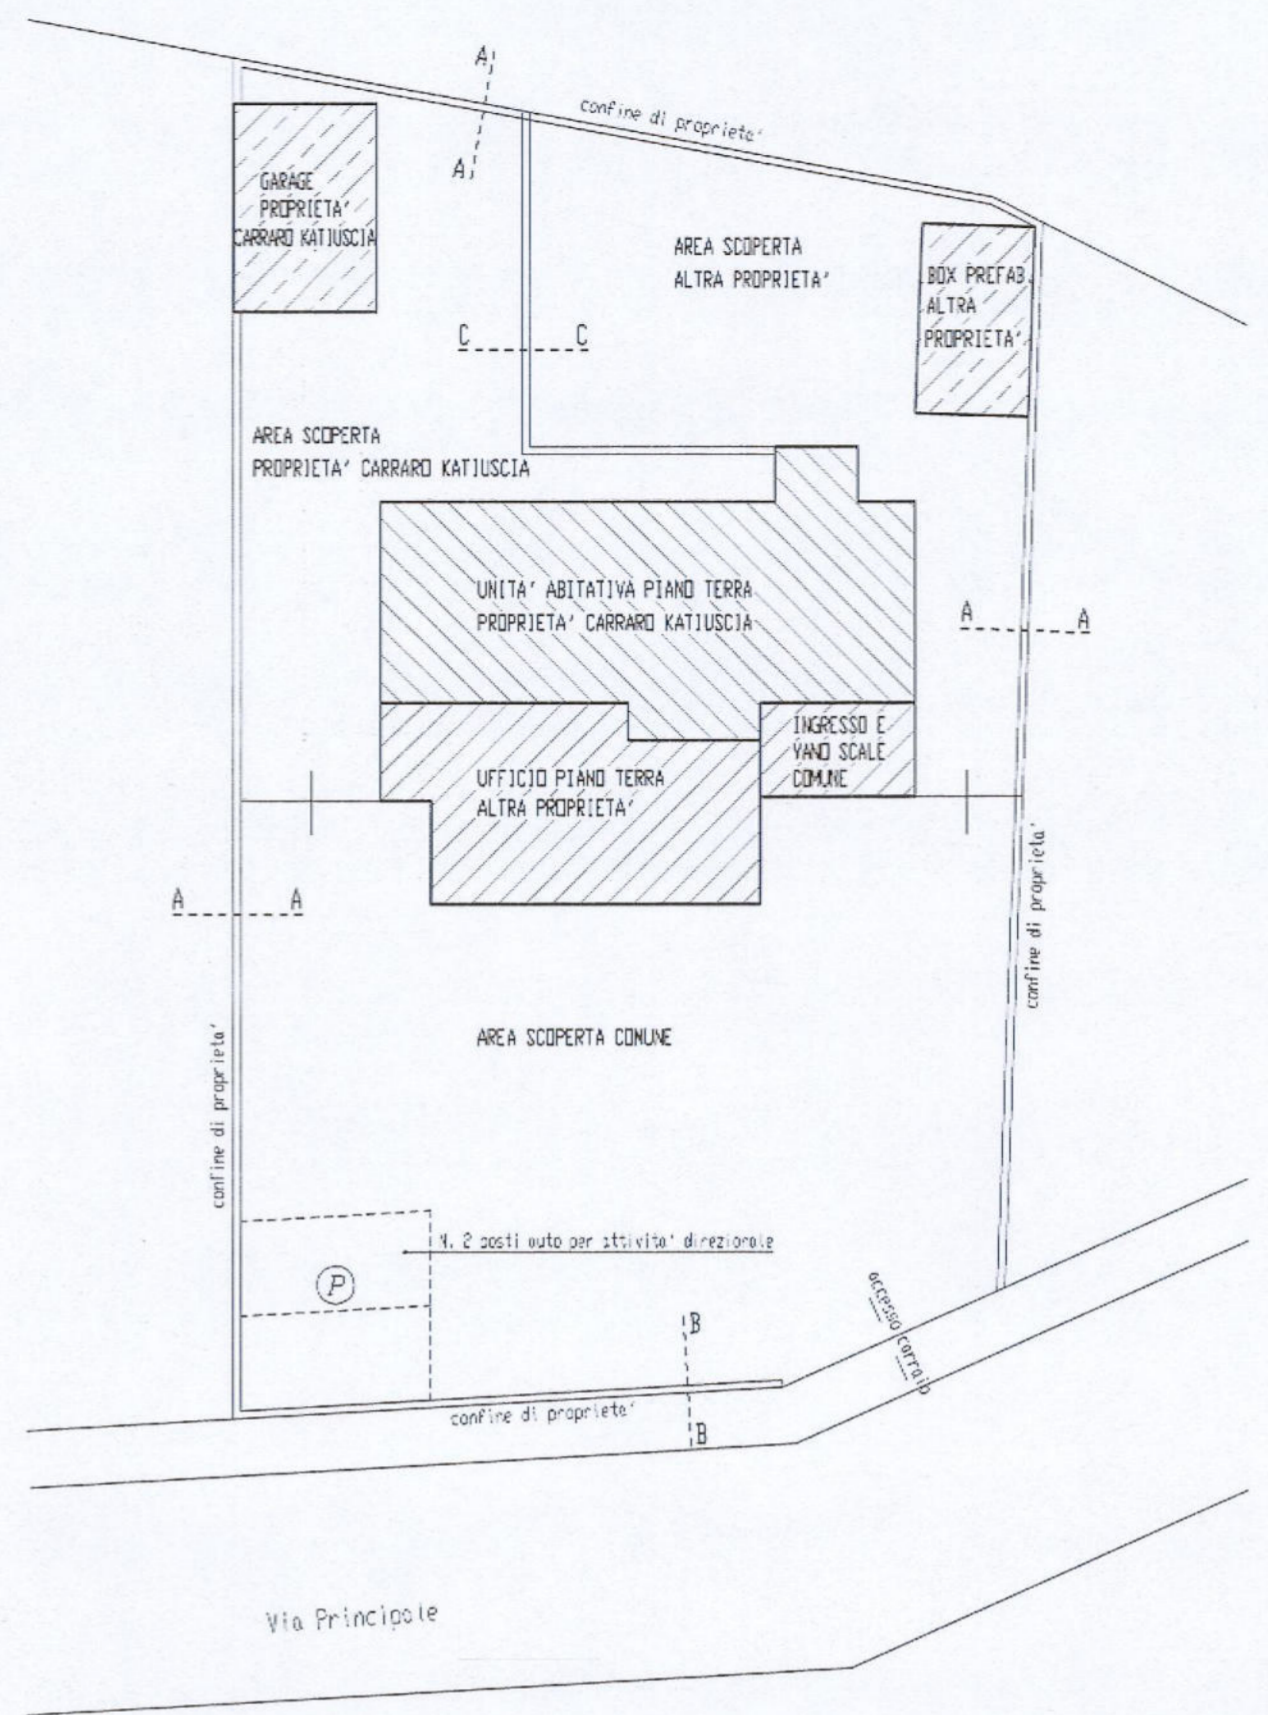 A
A
confine di proprieta'
GARAGE
PROPRIETA'
CARRARO KATIUSCIA
AREA SCOPERTA
ALTRA PROPRIETA'
BOX PREFAB.
ALTRA
PROPRIETA'
C C
AREA SCOPERTA
PROPRIETA' CARRARO KATIUSCIA
UNITA' ABITATIVA PIANO TERRA
PROPRIETA' CARRARO KATIUSCIA
A A
INGRESSO E
VANO SCALE
COMUNE
UFFICIO PIANO TERRA
ALTRA PROPRIETA'
A A
confine di proprieta'
AREA SCOPERTA COMUNE
confine di proprieta'
N. 2 posti auto per attivita' direzionale
P
accesso carraio
B
B
confine di proprieta'
Via Principale